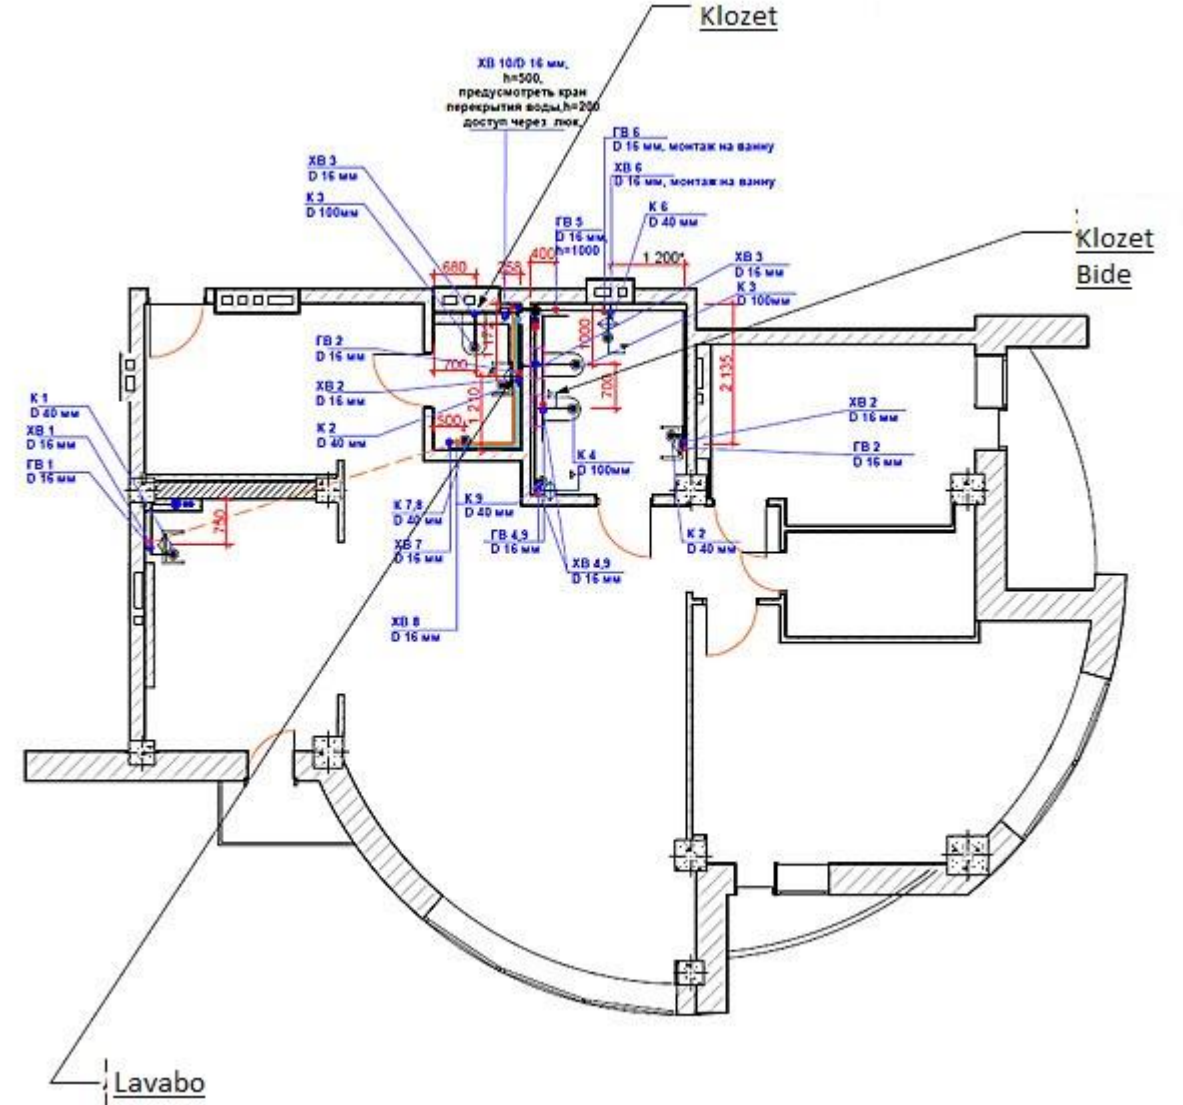 Klozet
ХВ 10/D 16 мм,
h=500,
предусмотреть кран
перекрытия воды,h=200
доступ через люк,
ГВ 6
D 16 мм, монтаж на ванну
ХВ 3
D 16 мм
ХВ 6
D 16 мм, монтаж на ванну
К 3
D 100мм
К 6
D 40 мм
ГВ 5
D 16 мм,
h=1000
Klozet
Bide
680
258
400
1 200*
ХВ 3
D 16 мм
К 3
D 100мм
1000
ГВ 2
D 16 мм
700
700
2 135
ХВ 2
D 16 мм
1 210
К 1
D 40 мм
ХВ 1
D 16 мм
ГВ 1
D 16 мм
К 2
D 40 мм
500
ХВ 2
D 16 мм
ГВ 2
D 16 мм
К 4
D 100мм
К 7,8
D 40 мм
К 9
D 40 мм
750
ГВ 4,9
D 16 мм
К 2
D 40 мм
ХВ 7
D 16 мм
ХВ 4,9
D 16 мм
ХВ 8
D 16 мм
Lavabo